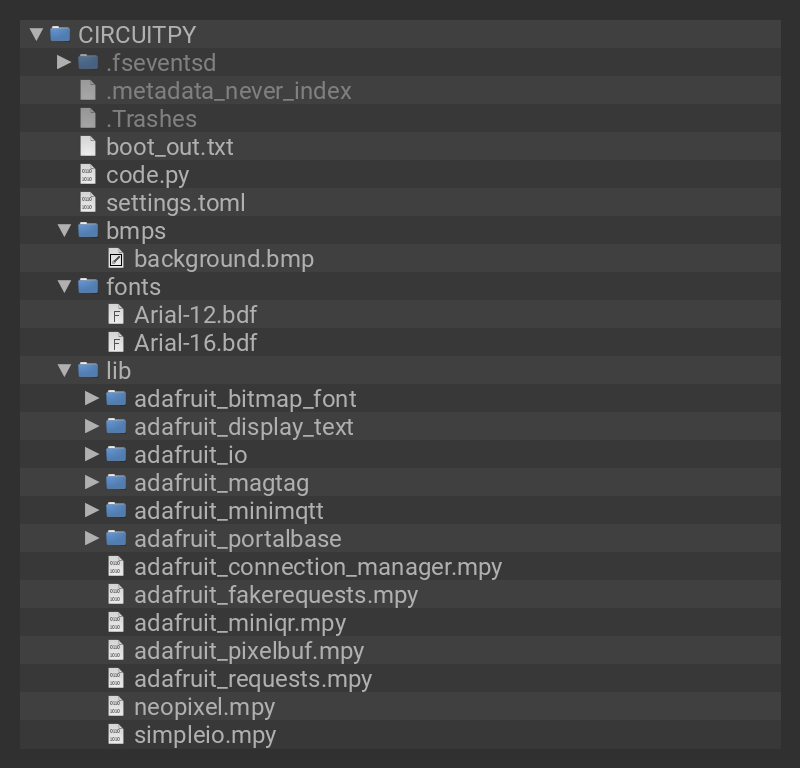 CIRCUITPY
.fseventsd
.metadata_never_index
.Trashes
boot_out.txt
code.py
settings.toml
bmps
background.bmp
fonts
Arial-12.bdf
Arial-16.bdf
lib
adafruit_bitmap_font
adafruit_display_text
adafruit_io
adafruit_magtag
adafruit_minimqtt
adafruit_portalbase
adafruit_connection_manager.mpy
adafruit_fakerequests.mpy
adafruit_miniqr.mpy
adafruit_pixelbuf.mpy
adafruit_requests.mpy
neopixel.mpy
simpleio.mpy